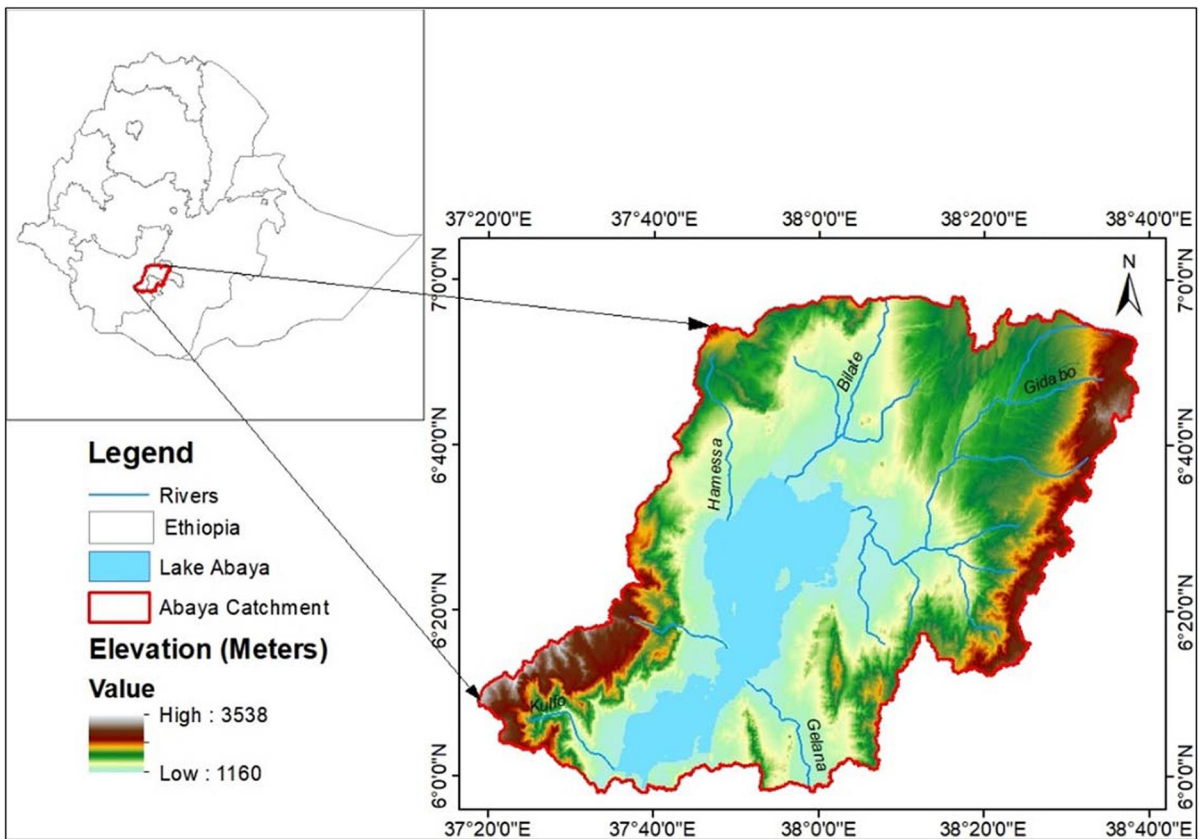 37°20'0"E 37°40'0"E 38°0'0"E 38°20'0"E 38°40'0"E
N
7°0'0"N
7°0'0"N
Bilate
Gidabo
Hamessa
6°40'0"N
6°40'0"N
Legend
Rivers
Ethiopia
Lake Abaya
Abaya Catchment
Elevation (Meters)
Value
High : 3538
Low : 1160
6°20'0"N
6°20'0"N
Kulfo
Gelana
6°0'0"N
6°0'0"N
37°20'0"E 37°40'0"E 38°0'0"E 38°20'0"E 38°40'0"E